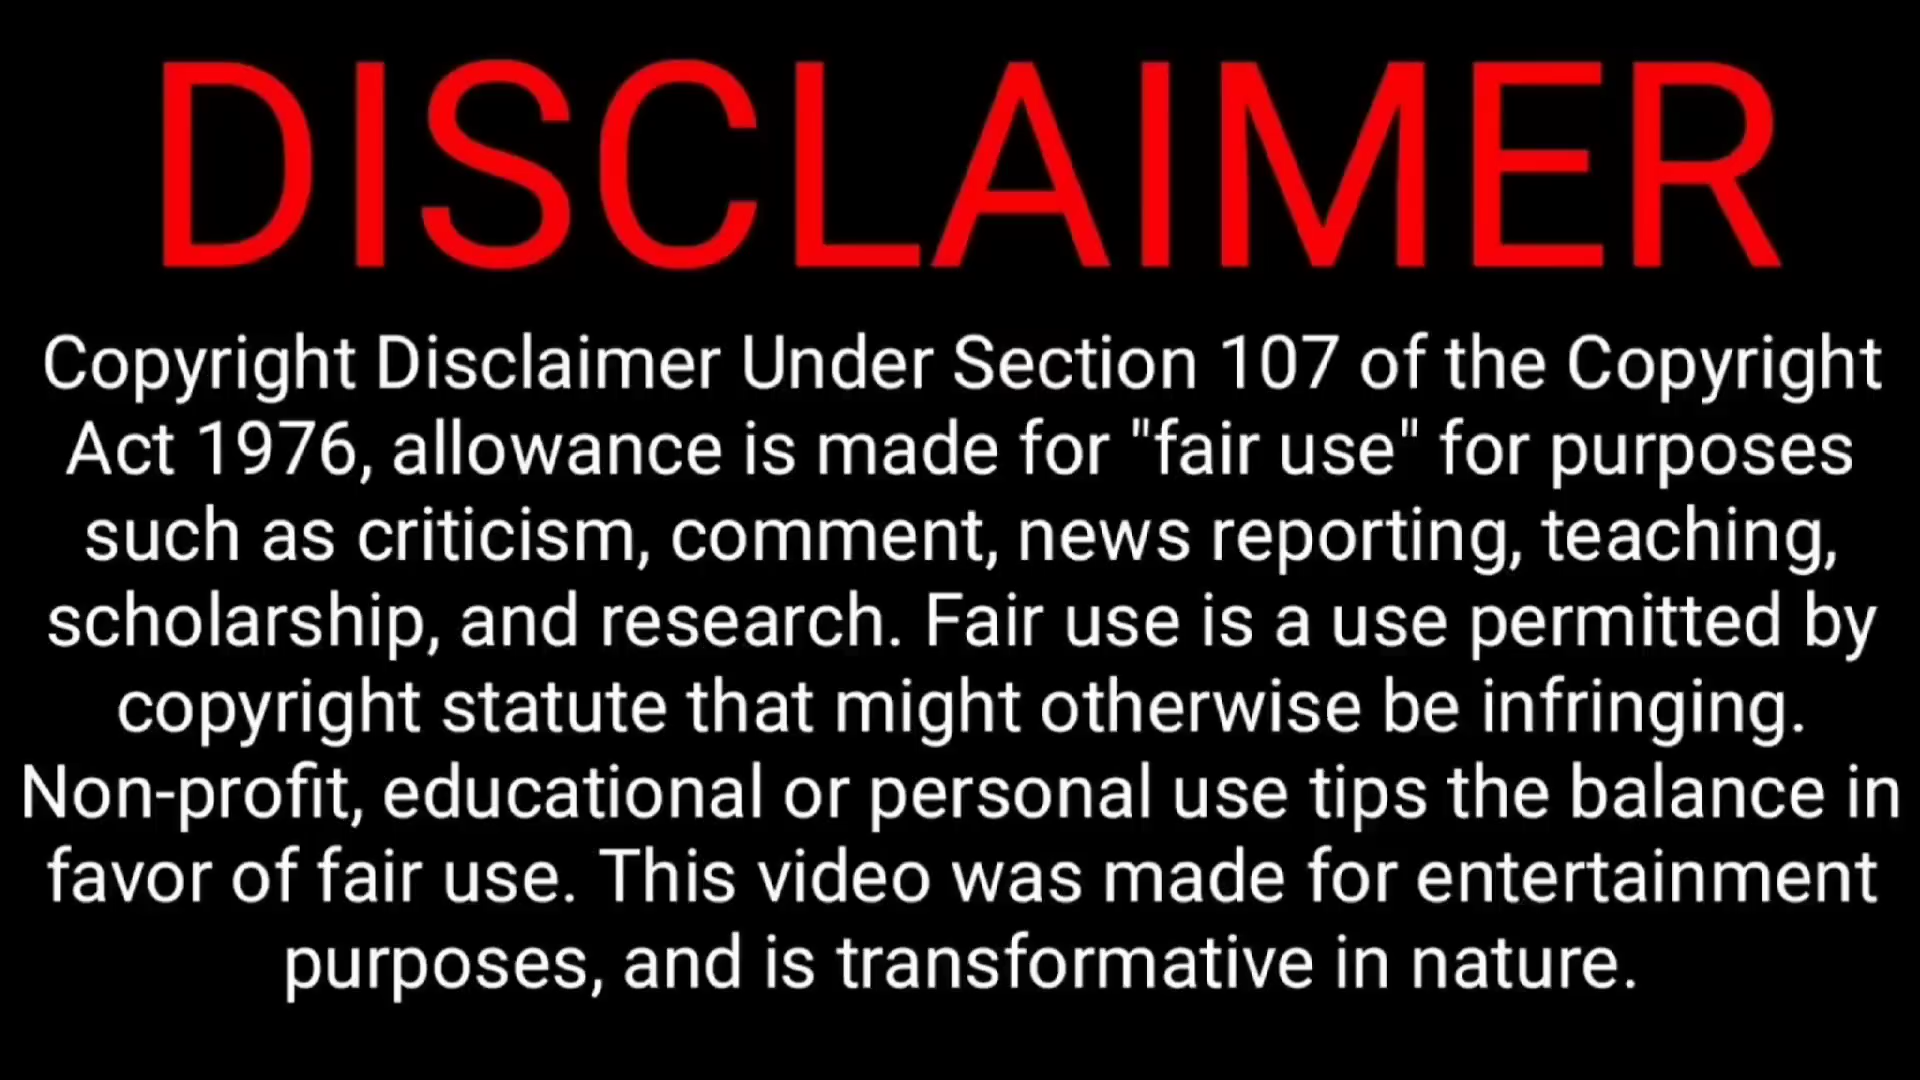 DISCLAIMER
Copyright Disclaimer Under Section 107 of the Copyright
Act 1976, allowance is made for "fair use" for purposes
such as criticism, comment, news reporting, teaching,
scholarship, and research. Fair use is a use permitted by
copyright statute that might otherwise be infringing.
Non-profit, educational or personal use tips the balance in
favor of fair use. This video was made for entertainment
purposes, and is transformative in nature.